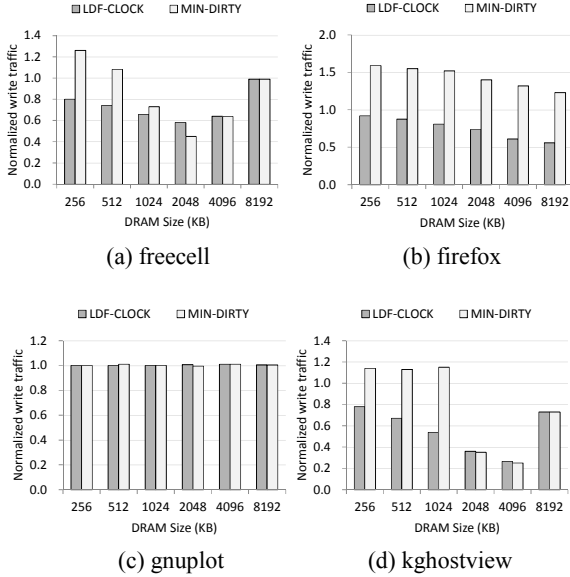 LDF-CLOCK MIN-DIRTY
Normalized write traffic
1.4
1.2
1.0
0.8
0.6
0.4
0.2
0.0
256 512 1024 2048 4096 8192
DRAM Size (KB)
(a) freecell
LDF-CLOCK MIN-DIRTY
Normalized write traffic
2.0
1.5
1.0
0.5
0.0
256 512 1024 2048 4096 8192
DRAM Size (KB)
(b) firefox
LDF-CLOCK MIN-DIRTY
Normalized write traffic
1.2
1.0
0.8
0.6
0.4
0.2
0.0
256 512 1024 2048 4096 8192
DRAM Size (KB)
(c) gnuplot
LDF-CLOCK MIN-DIRTY
Normalized write traffic
1.4
1.2
1.0
0.8
0.6
0.4
0.2
0.0
256 512 1024 2048 4096 8192
DRAM Size (KB)
(d) kghostview